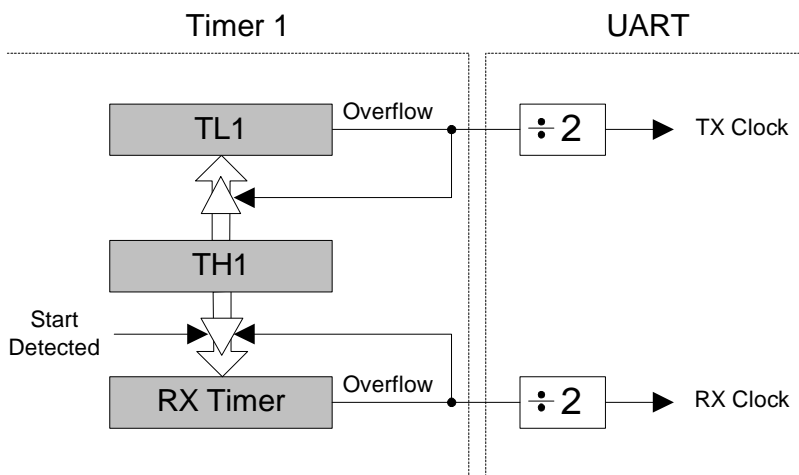 Timer 1
UART
TL1
Overflow
÷ 2
TX Clock
TH1
Start
Detected
RX Timer
Overflow
÷ 2
RX Clock